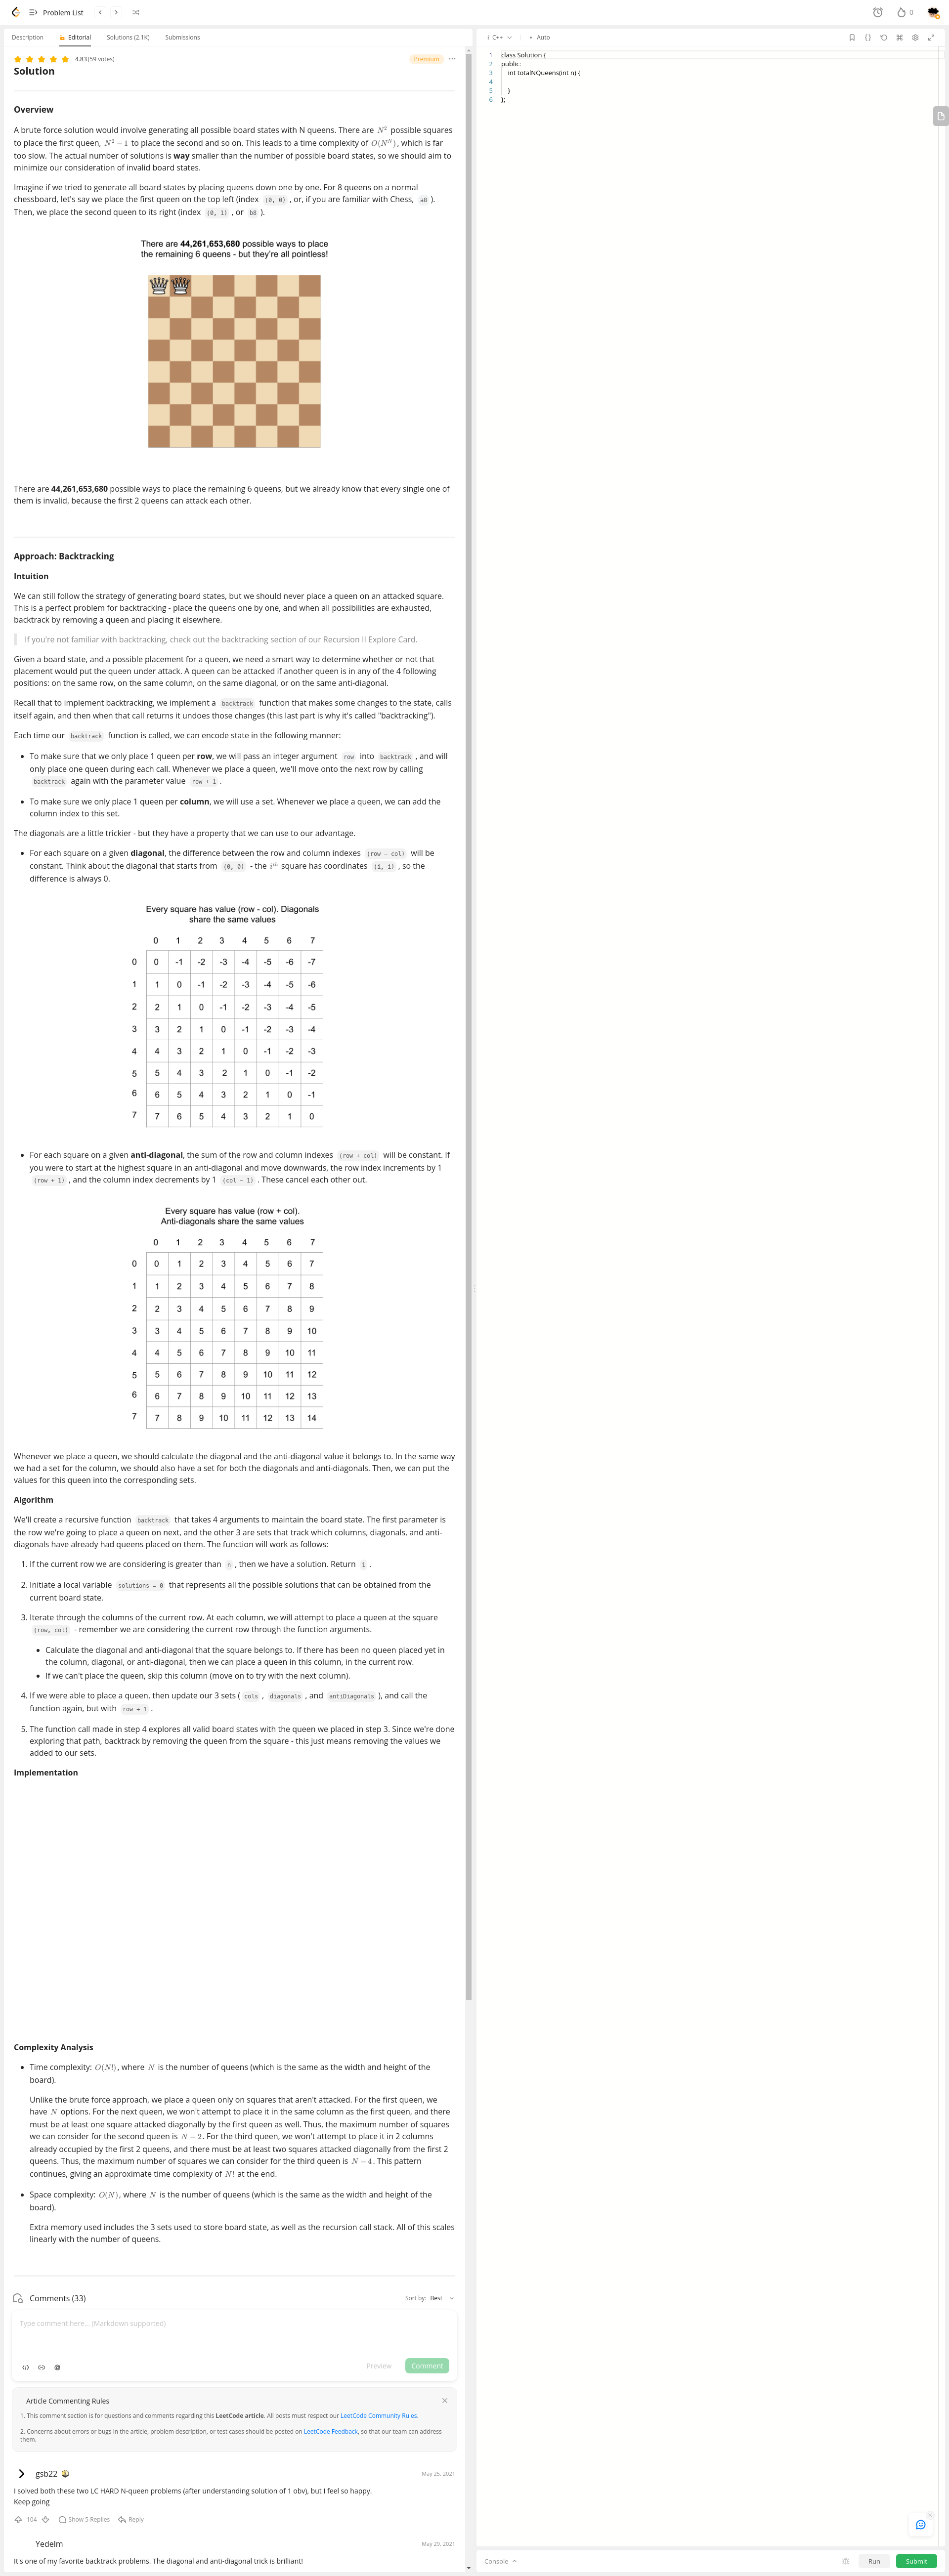 Problem List
0
Description
Editorial
Solutions (2.1K)
Submissions
4.83 (59 votes)
Premium
Solution
Overview
A brute force solution would involve generating all possible board states with N queens. There are N² possible squares
to place the first queen, N² − 1 to place the second and so on. This leads to a time complexity of O(N^N), which is far
too slow. The actual number of solutions is way smaller than the number of possible board states, so we should aim to
minimize our consideration of invalid board states.
Imagine if we tried to generate all board states by placing queens down one by one. For 8 queens on a normal
chessboard, let's say we place the first queen on the top left (index (0, 0) , or, if you are familiar with Chess, a8 ).
Then, we place the second queen to its right (index (0, 1) , or b8 ).
There are 44,261,653,680 possible ways to place
the remaining 6 queens - but they're all pointless!
There are 44,261,653,680 possible ways to place the remaining 6 queens, but we already know that every single one of
them is invalid, because the first 2 queens can attack each other.
Approach: Backtracking
Intuition
We can still follow the strategy of generating board states, but we should never place a queen on an attacked square.
This is a perfect problem for backtracking - place the queens one by one, and when all possibilities are exhausted,
backtrack by removing a queen and placing it elsewhere.
If you're not familiar with backtracking, check out the backtracking section of our Recursion II Explore Card.
Given a board state, and a possible placement for a queen, we need a smart way to determine whether or not that
placement would put the queen under attack. A queen can be attacked if another queen is in any of the 4 following
positions: on the same row, on the same column, on the same diagonal, or on the same anti-diagonal.
Recall that to implement backtracking, we implement a backtrack function that makes some changes to the state, calls
itself again, and then when that call returns it undoes those changes (this last part is why it's called "backtracking").
Each time our backtrack function is called, we can encode state in the following manner:
• To make sure that we only place 1 queen per row, we will pass an integer argument row into backtrack , and will
only place one queen during each call. Whenever we place a queen, we'll move onto the next row by calling
backtrack again with the parameter value row + 1 .
• To make sure we only place 1 queen per column, we will use a set. Whenever we place a queen, we can add the
column index to this set.
The diagonals are a little trickier - but they have a property that we can use to our advantage.
• For each square on a given diagonal, the difference between the row and column indexes (row − col) will be
constant. Think about the diagonal that starts from (0, 0) - the i^th square has coordinates (i, i) , so the
difference is always 0.
Every square has value (row - col). Diagonals
share the same values
0 1 2 3 4 5 6 7
0 0 -1 -2 -3 -4 -5 -6 -7
1 1 0 -1 -2 -3 -4 -5 -6
2 2 1 0 -1 -2 -3 -4 -5
3 3 2 1 0 -1 -2 -3 -4
4 4 3 2 1 0 -1 -2 -3
5 5 4 3 2 1 0 -1 -2
6 6 5 4 3 2 1 0 -1
7 7 6 5 4 3 2 1 0
• For each square on a given anti-diagonal, the sum of the row and column indexes (row + col) will be constant. If
you were to start at the highest square in an anti-diagonal and move downwards, the row index increments by 1
(row + 1) , and the column index decrements by 1 (col − 1) . These cancel each other out.
Every square has value (row + col).
Anti-diagonals share the same values
0 1 2 3 4 5 6 7
0 0 1 2 3 4 5 6 7
1 1 2 3 4 5 6 7 8
2 2 3 4 5 6 7 8 9
3 3 4 5 6 7 8 9 10
4 4 5 6 7 8 9 10 11
5 5 6 7 8 9 10 11 12
6 6 7 8 9 10 11 12 13
7 7 8 9 10 11 12 13 14
Whenever we place a queen, we should calculate the diagonal and the anti-diagonal value it belongs to. In the same way
we had a set for the column, we should also have a set for both the diagonals and anti-diagonals. Then, we can put the
values for this queen into the corresponding sets.
Algorithm
We'll create a recursive function backtrack that takes 4 arguments to maintain the board state. The first parameter is
the row we're going to place a queen on next, and the other 3 are sets that track which columns, diagonals, and anti-
diagonals have already had queens placed on them. The function will work as follows:
1. If the current row we are considering is greater than n , then we have a solution. Return 1 .
2. Initiate a local variable solutions = 0 that represents all the possible solutions that can be obtained from the
current board state.
3. Iterate through the columns of the current row. At each column, we will attempt to place a queen at the square
(row, col) - remember we are considering the current row through the function arguments.
• Calculate the diagonal and anti-diagonal that the square belongs to. If there has been no queen placed yet in
the column, diagonal, or anti-diagonal, then we can place a queen in this column, in the current row.
• If we can't place the queen, skip this column (move on to try with the next column).
4. If we were able to place a queen, then update our 3 sets ( cols , diagonals , and antiDiagonals ), and call the
function again, but with row + 1 .
5. The function call made in step 4 explores all valid board states with the queen we placed in step 3. Since we're done
exploring that path, backtrack by removing the queen from the square - this just means removing the values we
added to our sets.
Implementation
Complexity Analysis
• Time complexity: O(N!), where N is the number of queens (which is the same as the width and height of the
board).
Unlike the brute force approach, we place a queen only on squares that aren't attacked. For the first queen, we
have N options. For the next queen, we won't attempt to place it in the same column as the first queen, and there
must be at least one square attacked diagonally by the first queen as well. Thus, the maximum number of squares
we can consider for the second queen is N − 2. For the third queen, we won't attempt to place it in 2 columns
already occupied by the first 2 queens, and there must be at least two squares attacked diagonally from the first 2
queens. Thus, the maximum number of squares we can consider for the third queen is N − 4. This pattern
continues, giving an approximate time complexity of N! at the end.
• Space complexity: O(N), where N is the number of queens (which is the same as the width and height of the
board).
Extra memory used includes the 3 sets used to store board state, as well as the recursion call stack. All of this scales
linearly with the number of queens.
Comments (33)
Sort by: Best
Type comment here... (Markdown supported)
Preview
Comment
Article Commenting Rules
1. This comment section is for questions and comments regarding this LeetCode article. All posts must respect our LeetCode Community Rules.
2. Concerns about errors or bugs in the article, problem description, or test cases should be posted on LeetCode Feedback, so that our team can address
them.
gsb22
May 25, 2021
I solved both these two LC HARD N-queen problems (after understanding solution of 1 obv), but I feel so happy.
Keep going
104
Show 5 Replies
Reply
Yedelm
May 29, 2021
It's one of my favorite backtrack problems. The diagonal and anti-diagonal trick is brilliant!
i C++
Auto
1 class Solution {
2 public:
3 int totalNQueens(int n) {
4
5 }
6 };
Console
Run
Submit